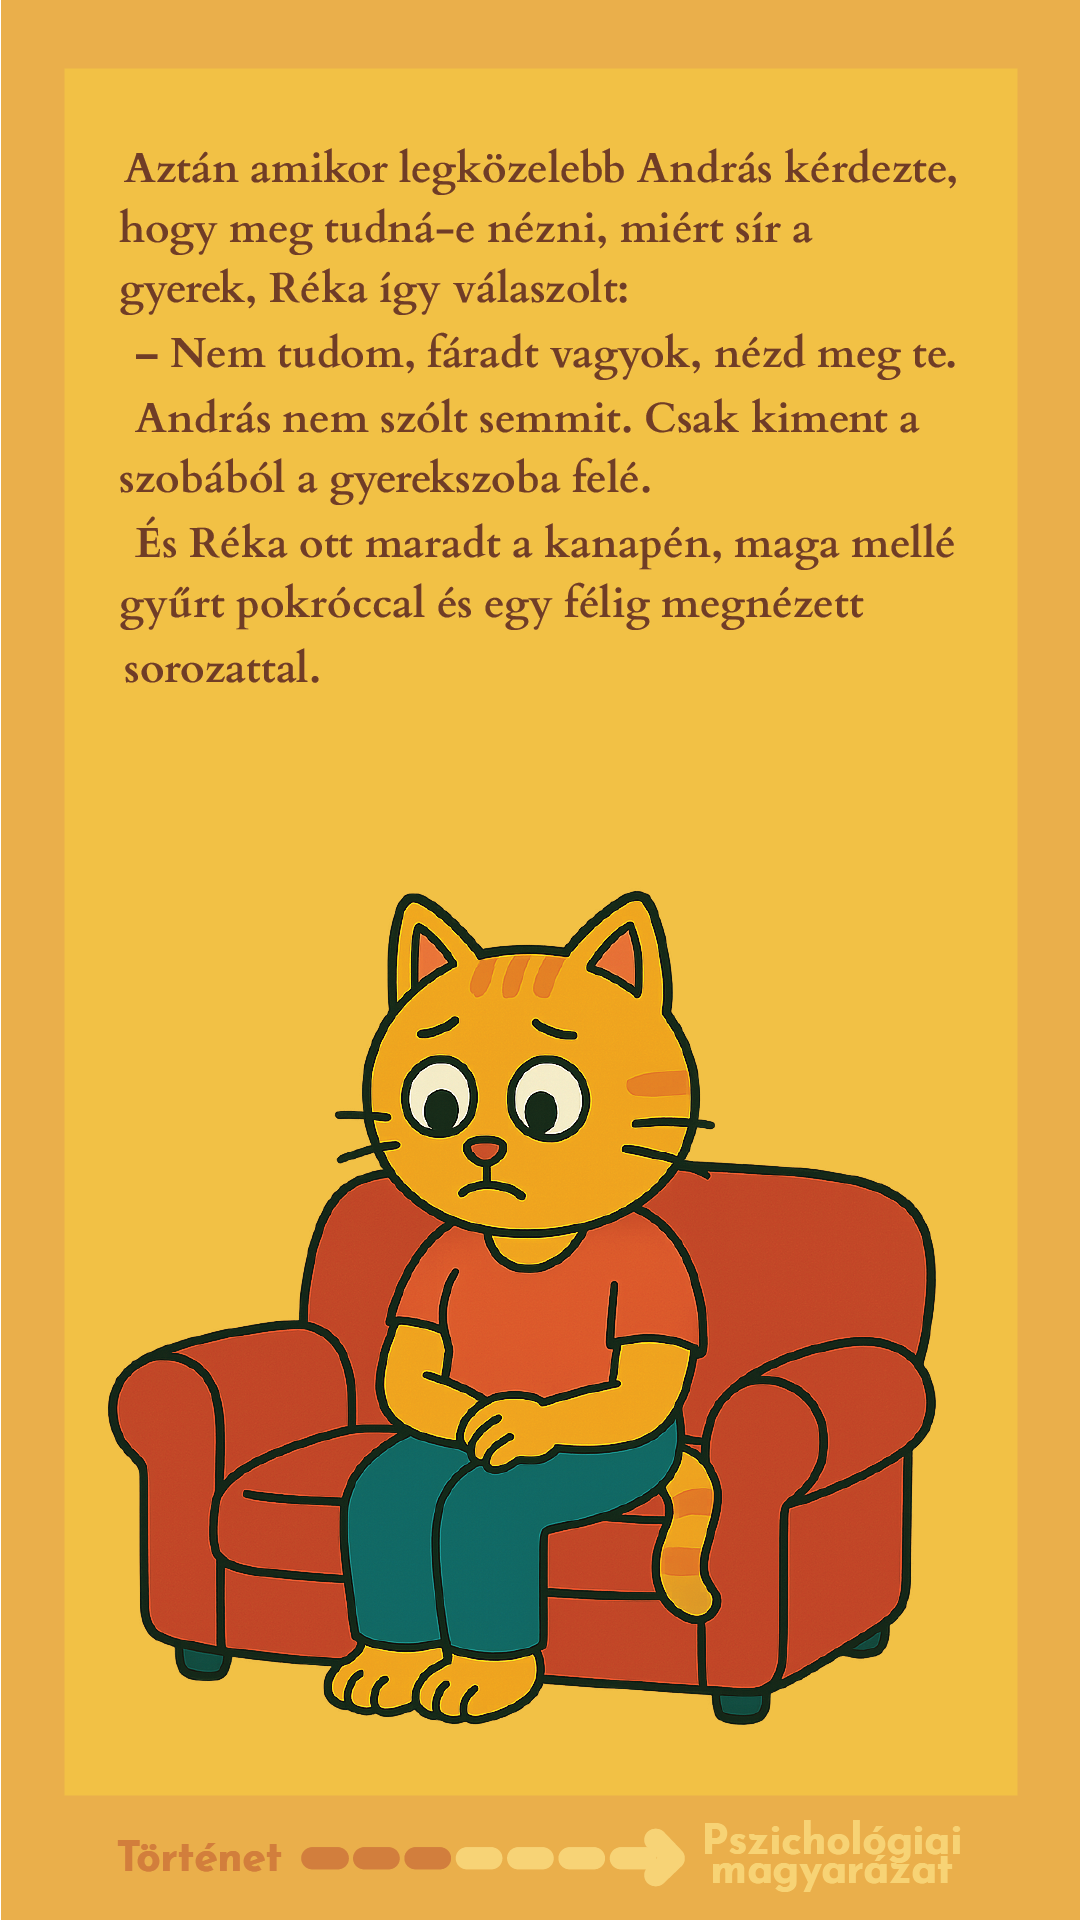 Aztán amikor legközelebb András kérdezte,
hogy meg tudná-e nézni, miért sír a
gyerek, Réka így válaszolt:
– Nem tudom, fáradt vagyok, nézd meg te.
András nem szólt semmit. Csak kiment a
szobából a gyerekszoba felé.
És Réka ott maradt a kanapén, maga mellé
gyűrt pokróccal és egy félig megnézett
sorozattal.
Történet
Pszichológiai
magyarázat